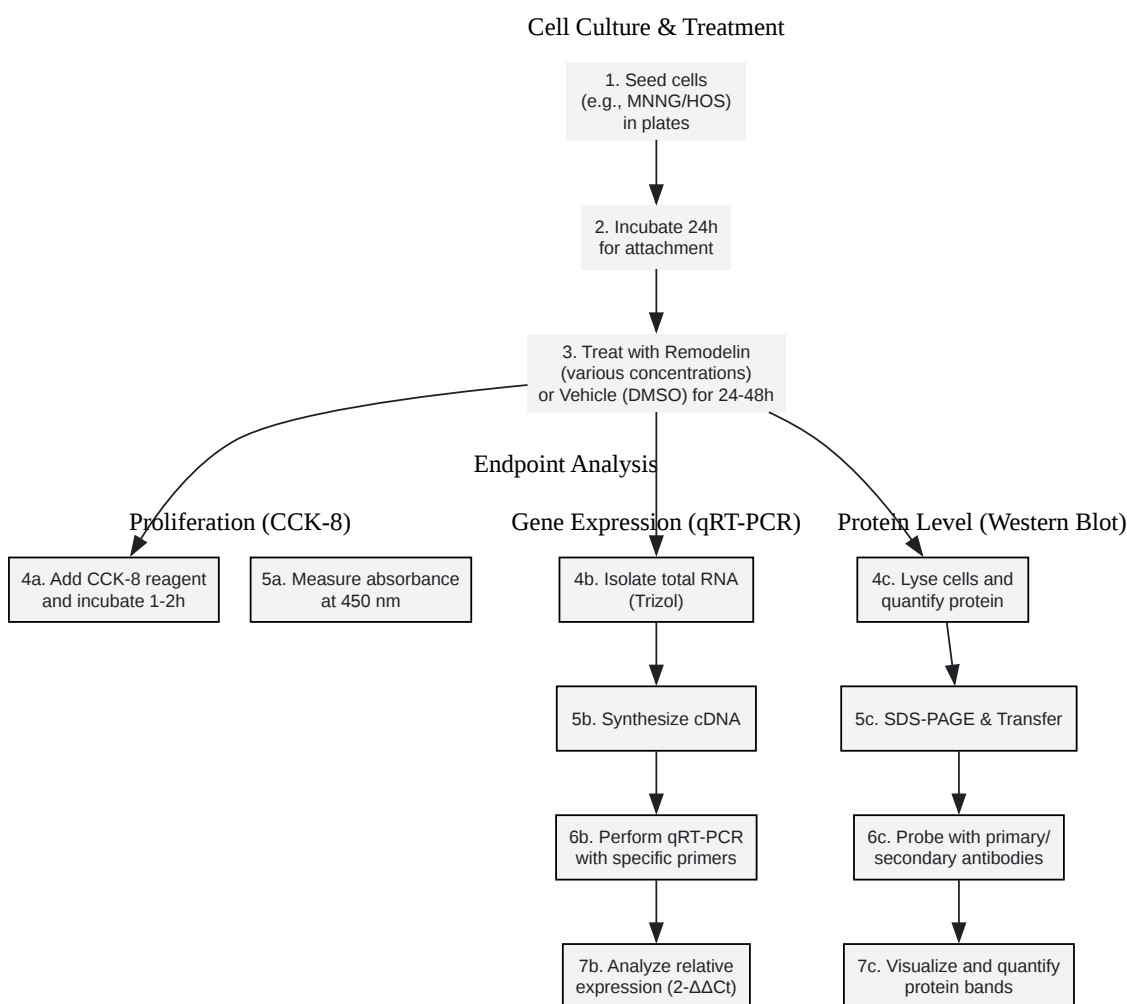 Cell Culture & Treatment
1. Seed cells
(e.g., MNNG/HOS)
in plates
2. Incubate 24h
for attachment
3. Treat with Remodelin
(various concentrations)
or Vehicle (DMSO) for 24-48h
Endpoint Analysis
Proliferation (CCK-8)
4a. Add CCK-8 reagent
and incubate 1-2h
5a. Measure absorbance
at 450 nm
Gene Expression (qRT-PCR)
4b. Isolate total RNA
(Trizol)
5b. Synthesize cDNA
6b. Perform qRT-PCR
with specific primers
7b. Analyze relative
expression (2-ΔΔCt)
Protein Level (Western Blot)
4c. Lyse cells and
quantify protein
5c. SDS-PAGE & Transfer
6c. Probe with primary/
secondary antibodies
7c. Visualize and quantify
protein bands